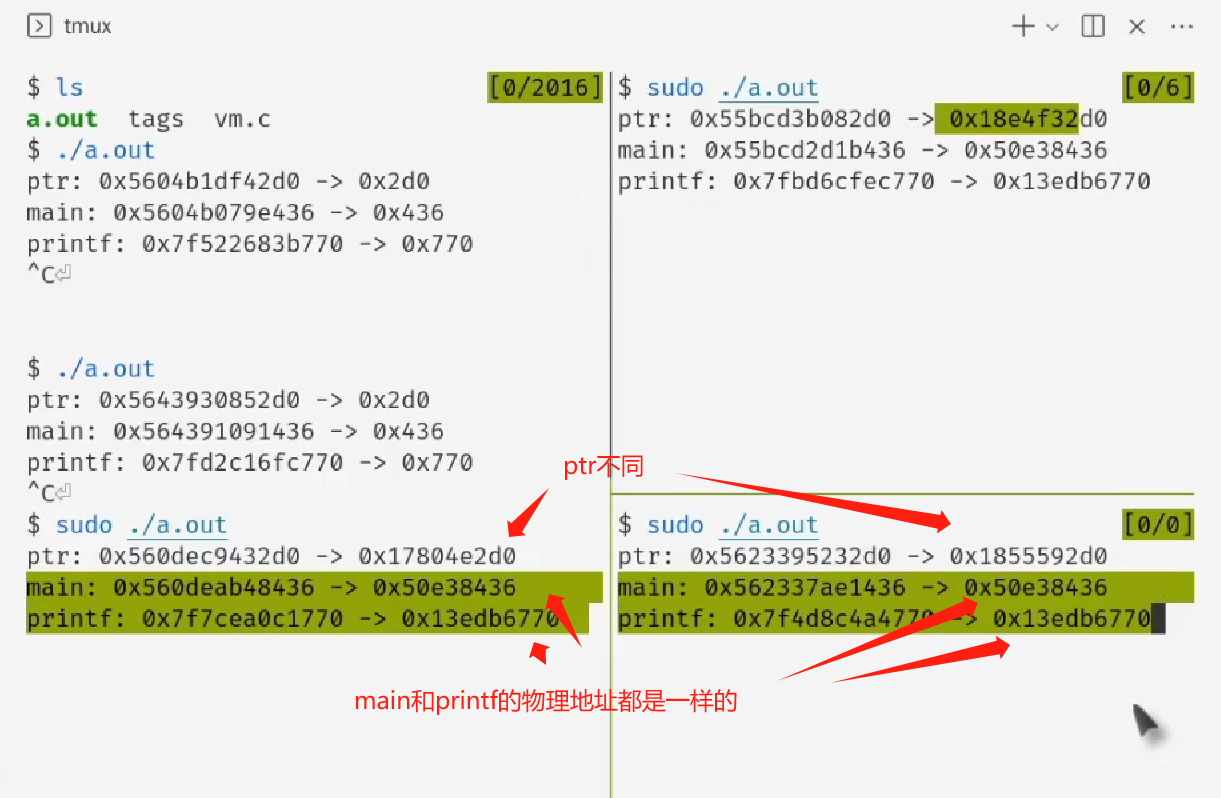 tmux
$ ls [0/2016]
a.out tags vm.c
$ ./a.out
ptr: 0x5604b1df42d0 -> 0x2d0
main: 0x5604b079e436 -> 0x436
printf: 0x7f522683b770 -> 0x770
^C⏎
$ ./a.out
ptr: 0x5643930852d0 -> 0x2d0
main: 0x564391091436 -> 0x436
printf: 0x7fd2c16fc770 -> 0x770
^C⏎
$ sudo ./a.out
ptr: 0x560dec9432d0 -> 0x17804e2d0
main: 0x560deab48436 -> 0x50e38436
printf: 0x7f7cea0c1770 -> 0x13edb6770
$ sudo ./a.out [0/6]
ptr: 0x55bcd3b082d0 -> 0x18e4f32d0
main: 0x55bcd2d1b436 -> 0x50e38436
printf: 0x7fbd6cfec770 -> 0x13edb6770
ptr不同
$ sudo ./a.out [0/0]
ptr: 0x5623395232d0 -> 0x1855592d0
main: 0x562337ae1436 -> 0x50e38436
printf: 0x7f4d8c4a4770 -> 0x13edb6770
main和printf的物理地址都是一样的